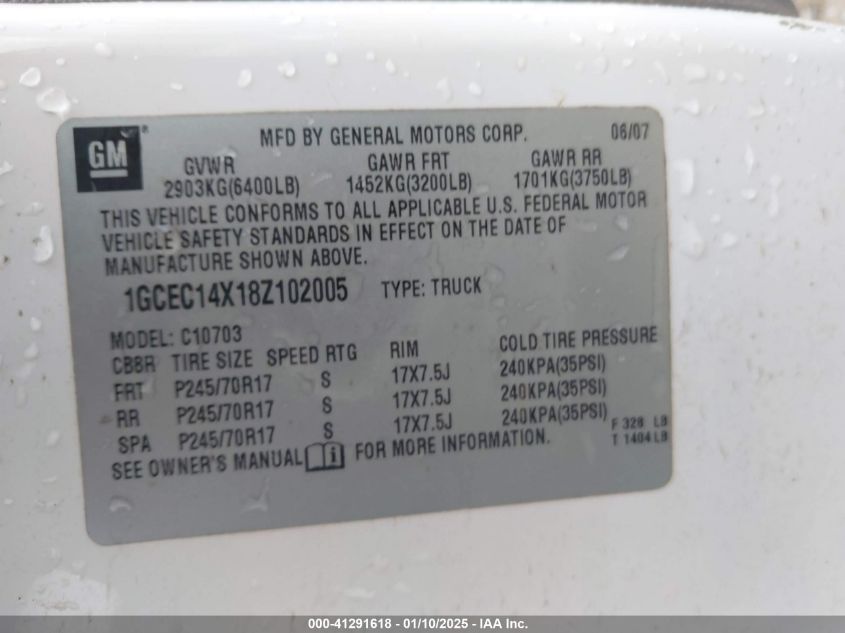 GM® MFD BY GENERAL MOTORS CORP. 06/07
GVWR GAWR FRT GAWR RR
2903KG(6400LB) 1452KG(3200LB) 1701KG(3750LB)
THIS VEHICLE CONFORMS TO ALL APPLICABLE U.S. FEDERAL MOTOR
VEHICLE SAFETY STANDARDS IN EFFECT ON THE DATE OF
MANUFACTURE SHOWN ABOVE.
1GCEC14X18Z102005 TYPE: TRUCK
MODEL: C10703
CBBR TIRE SIZE SPEED RTG RIM COLD TIRE PRESSURE
FRT P245/70R17 S 17X7.5J 240KPA(35PSI)
RR P245/70R17 S 17X7.5J 240KPA(35PSI)
SPA P245/70R17 S 17X7.5J 240KPA(35PSI)
F 328 LB
T 1404 LB
SEE OWNER'S MANUAL FOR MORE INFORMATION.
000-41291618 - 01/10/2025 - IAA Inc.